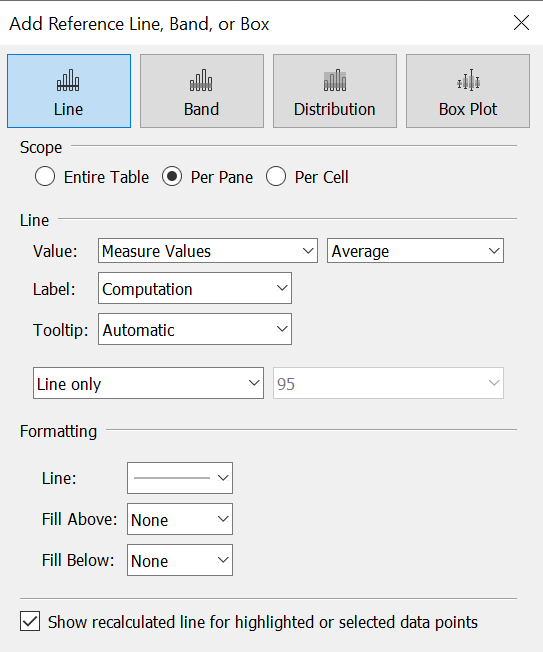 Add Reference Line, Band, or Box
Line
Band
Distribution
Box Plot
Scope
Entire Table
Per Pane
Per Cell
Line
Value:
Measure Values
Average
Label:
Computation
Tooltip:
Automatic
Line only
95
Formatting
Line:
Fill Above:
None
Fill Below:
None
Show recalculated line for highlighted or selected data points